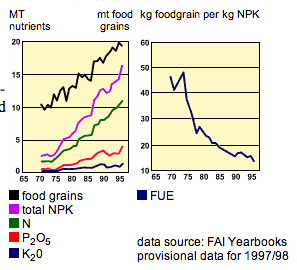 MT mt food kg foodgrain per kg NPK
nutrients grains
20 60
15 50
40
10
30
5
20
0 10
65 70 75 80 85 90 95 65 70 75 80 85 90 95
-
d
food grains FUE
total NPK
N
P₂O₅ data source: FAI Yearbooks
K₂0 provisional data for 1997/98